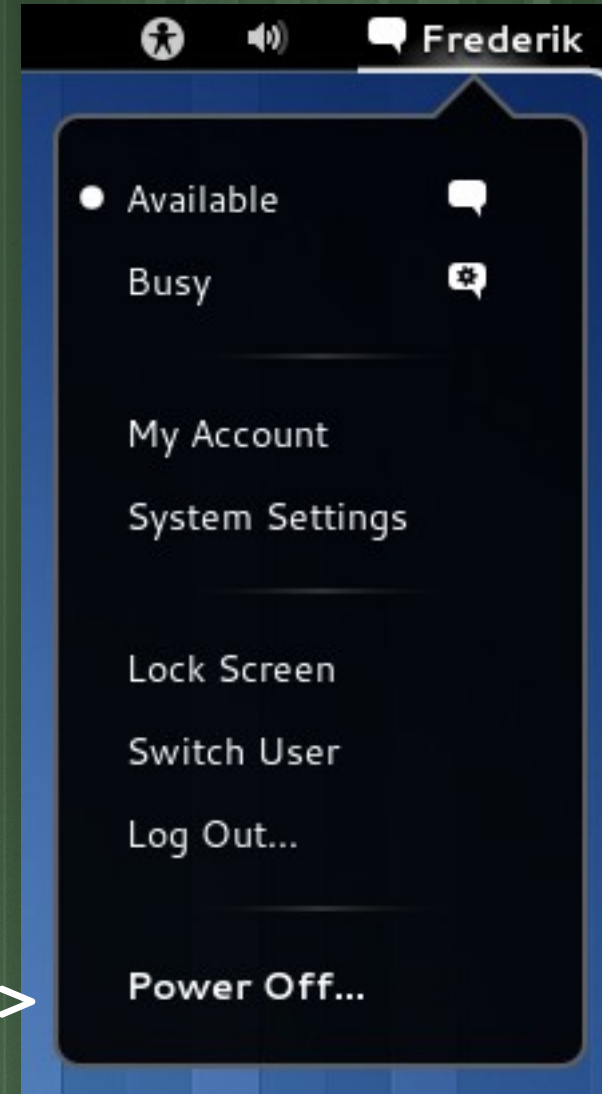 Frederik
Available
Busy
My Account
System Settings
Lock Screen
Switch User
Log Out...
> Power Off...